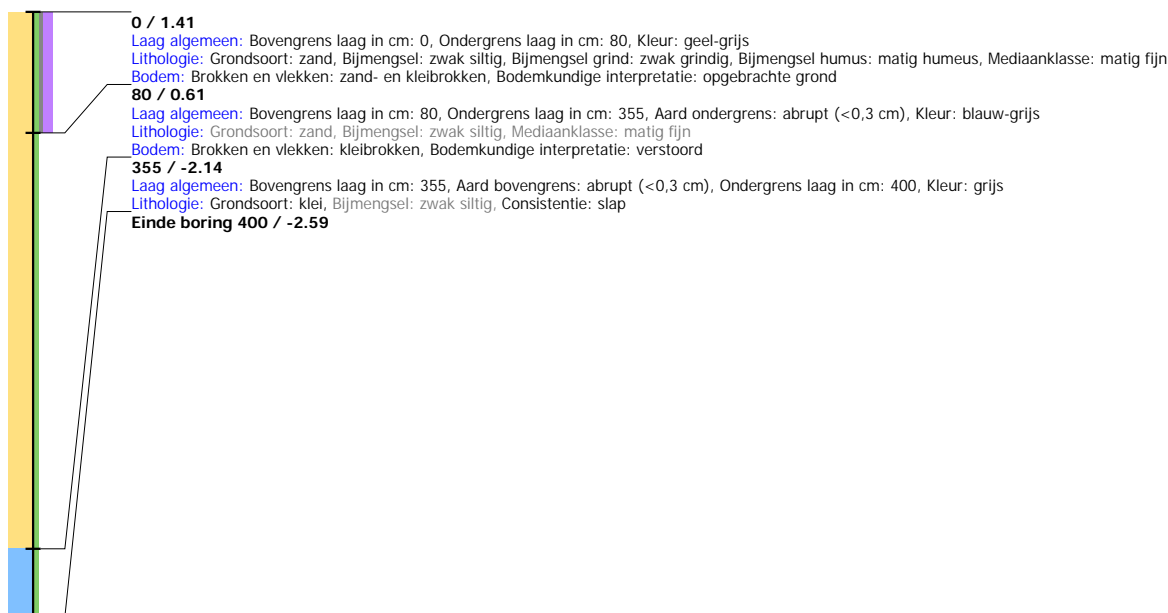 0 / 1.41
Laag algemeen: Bovengrens laag in cm: 0, Ondergrens laag in cm: 80, Kleur: geel-grijs
Lithologie: Grondsoort: zand, Bijmengsel: zwak siltig, Bijmengsel grind: zwak grindig, Bijmengsel humus: matig humeus, Mediaanklasse: matig fijn
Bodem: Brokken en vlekken: zand- en kleibrokken, Bodemkundige interpretatie: opgebrachte grond
80 / 0.61
Laag algemeen: Bovengrens laag in cm: 80, Ondergrens laag in cm: 355, Aard ondergrens: abrupt (<0,3 cm), Kleur: blauw-grijs
Lithologie: Grondsoort: zand, Bijmengsel: zwak siltig, Mediaanklasse: matig fijn
Bodem: Brokken en vlekken: kleibrokken, Bodemkundige interpretatie: verstoord
355 / -2.14
Laag algemeen: Bovengrens laag in cm: 355, Aard bovengrens: abrupt (<0,3 cm), Ondergrens laag in cm: 400, Kleur: grijs
Lithologie: Grondsoort: klei, Bijmengsel: zwak siltig, Consistentie: slap
Einde boring 400 / -2.59